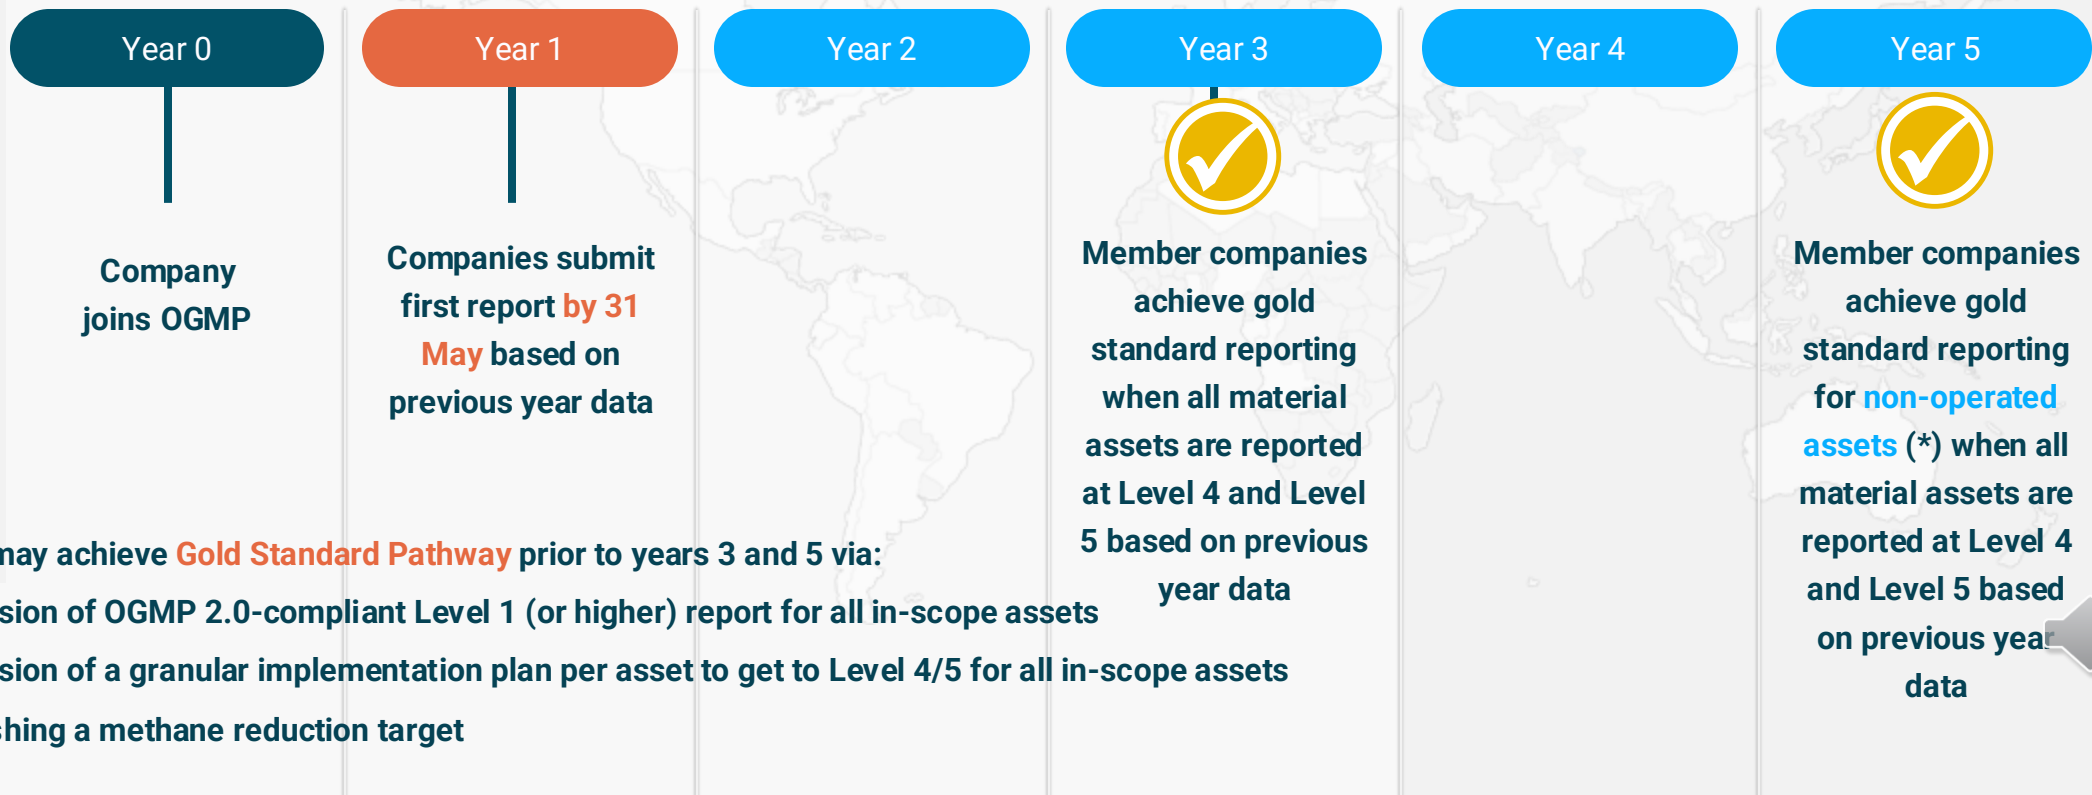 Year 0
Year 1
Year 2
Year 3
Year 4
Year 5
Company
joins OGMP
Companies submit
first report by 31
May based on
previous year data
Member companies
achieve gold
standard reporting
when all material
assets are reported
at Level 4 and Level
5 based on previous
year data
Member companies
achieve gold
standard reporting
for non-operated
assets (*) when all
material assets are
reported at Level 4
and Level 5 based
on previous year
data
may achieve Gold Standard Pathway prior to years 3 and 5 via:
sion of OGMP 2.0-compliant Level 1 (or higher) report for all in-scope assets
sion of a granular implementation plan per asset to get to Level 4/5 for all in-scope assets
shing a methane reduction target